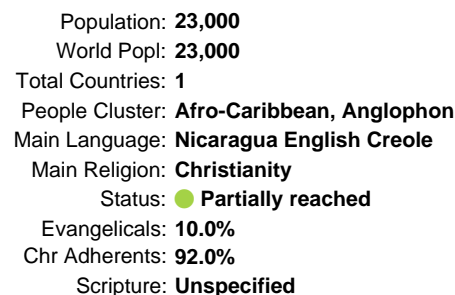 Population: 23,000
World Popl: 23,000
Total Countries: 1
People Cluster: Afro-Caribbean, Anglophon
Main Language: Nicaragua English Creole
Main Religion: Christianity
Status: Partially reached
Evangelicals: 10.0%
Chr Adherents: 92.0%
Scripture: Unspecified